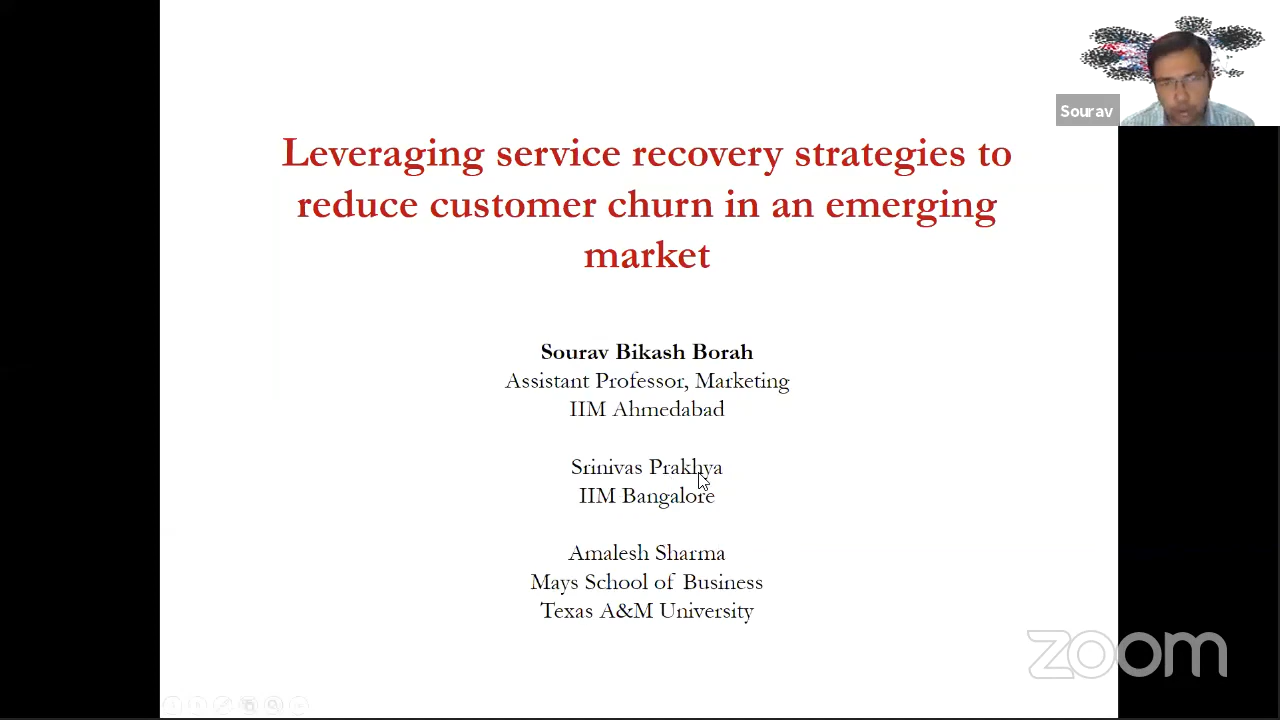 Sourav
Leveraging service recovery strategies to
reduce customer churn in an emerging
market
Sourav Bikash Borah
Assistant Professor, Marketing
IIM Ahmedabad
Srinivas Prakhya
IIM Bangalore
Amalesh Sharma
Mays School of Business
Texas A&M University
zoom